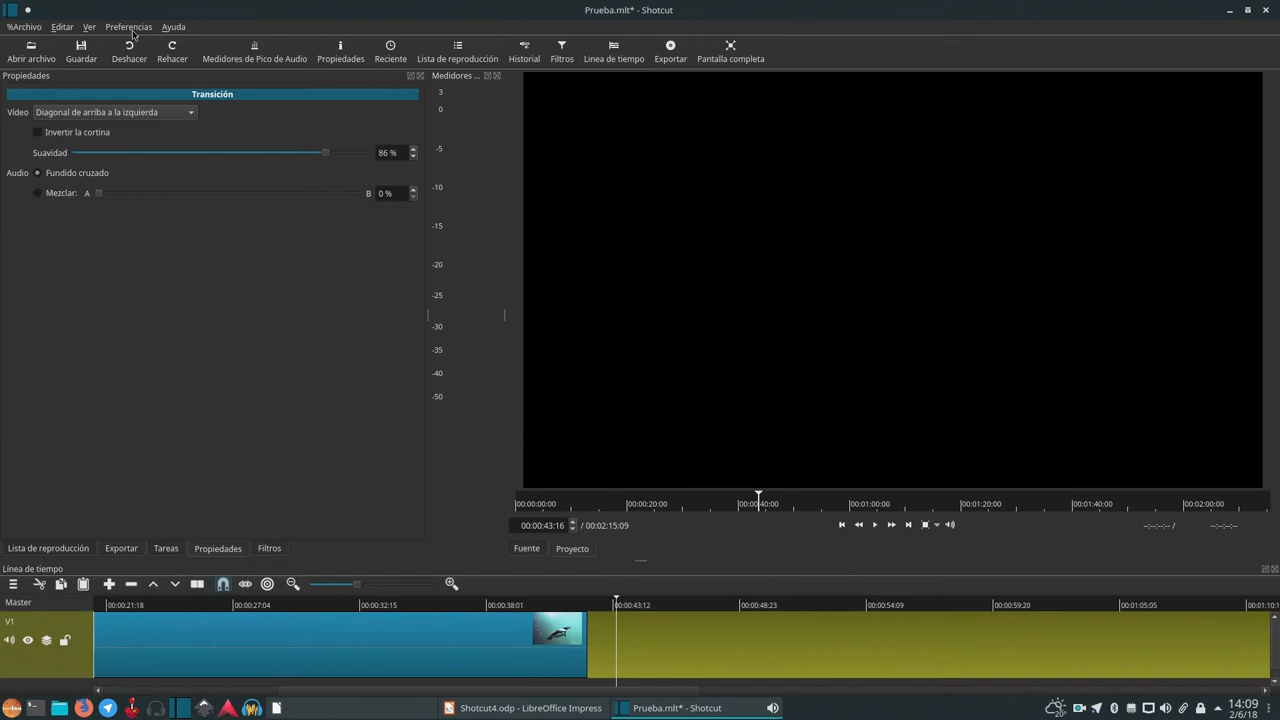 Prueba.mlt* - Shotcut
%Archivo Editar Ver Preferencias Ayuda
Abrir archivo Guardar Deshacer Rehacer Medidores de Pico de Audio Propiedades Reciente Lista de reproducción Historial Filtros Linea de tiempo Exportar Pantalla completa
Propiedades
Medidores ...
Transición
Vídeo Diagonal de arriba a la izquierda
Invertir la cortina
Suavidad 86 %
Audio Fundido cruzado
Mezclar: A B 0 %
3
0
-5
-10
-15
-20
-25
-30
-35
-40
-50
00:00:00:00 00:00:20:00 00:00:40:00 00:01:00:00 00:01:20:00 00:01:40:00 00:02:00:00
00:00:43:16 / 00:02:15:09 --:--:--:-- / --:--:--:--
Lista de reproducción Exportar Tareas Propiedades Filtros
Fuente Proyecto
Línea de tiempo
Master
00:00:21:18 00:00:27:04 00:00:32:15 00:00:38:01 00:00:43:12 00:00:48:23 00:00:54:09 00:00:59:20 00:01:05:05 00:01:10:1
V1
Shotcut4.odp - LibreOffice Impress
Prueba.mlt* - Shotcut
20°
14:09
2/6/18